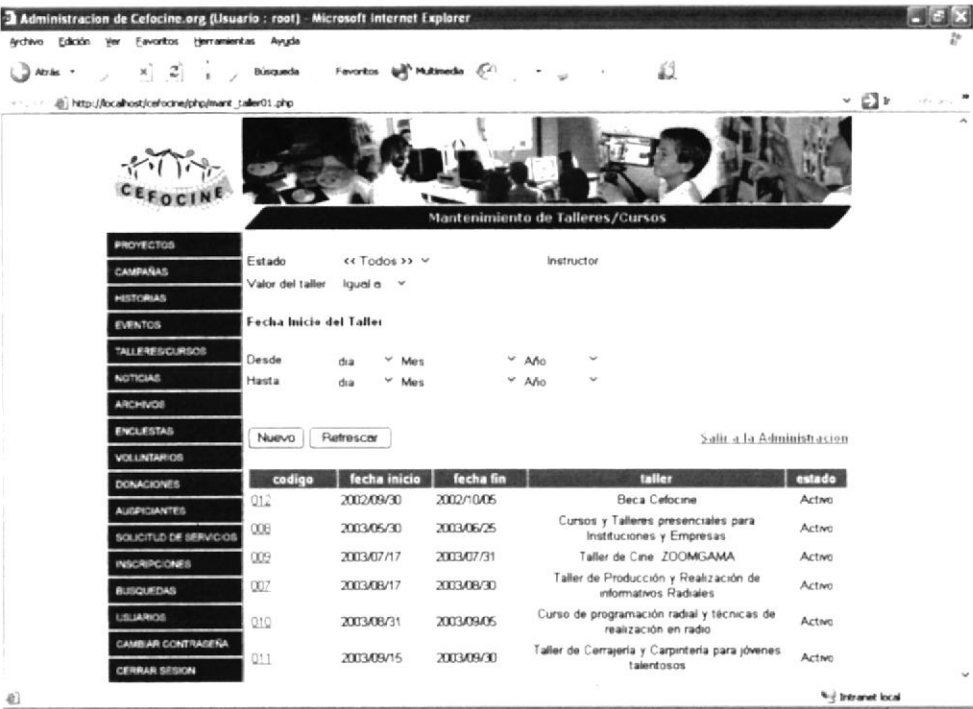 Administracion de Cefocine.org (Usuario : root) - Microsoft Internet Explorer
Archivo Edición Ver Favoritos Herramientas Ayuda
Atrás Búsqueda Favoritos Multimedia
http://localhost/cefocine/php/mant_taller01.php Ir
CEFOCINE
Mantenimiento de Talleres/Cursos
PROYECTOS
CAMPAÑAS
HISTORIAS
EVENTOS
TALLERES/CURSOS
NOTICIAS
ARCHIVOS
ENCUESTAS
VOLUNTARIOS
DONACIONES
AUSPICIANTES
SOLICITUD DE SERVICIOS
INSCRIPCIONES
BUSQUEDAS
USUARIOS
CAMBIAR CONTRASEÑA
CERRAR SESION
Estado << Todos >> Instructor
Valor del taller Igual a
Fecha Inicio del Taller
Desde dia Mes Año
Hasta dia Mes Año
Nuevo Refrescar Salir a la Administracion
codigo fecha inicio fecha fin taller estado
012 2002/09/30 2002/10/05 Beca Cefocine Activo
008 2003/05/30 2003/06/25 Cursos y Talleres presenciales para Instituciones y Empresas Activo
009 2003/07/17 2003/07/31 Taller de Cine ZOOMGAMA Activo
007 2003/08/17 2003/08/30 Taller de Producción y Realización de informativos Radiales Activo
010 2003/08/31 2003/09/05 Curso de programación radial y técnicas de realización en radio Activo
011 2003/09/15 2003/09/30 Taller de Cerrajería y Carpintería para jóvenes talentosos Activo
Intranet local